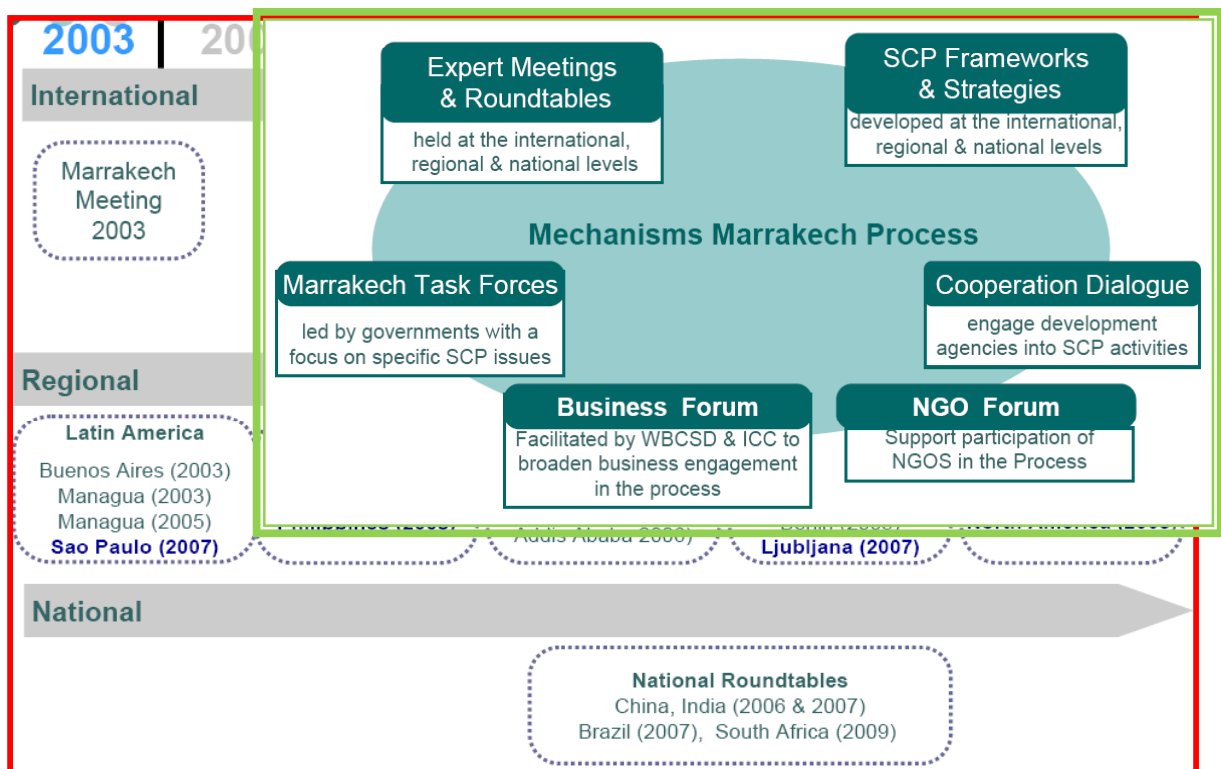 2003
International
Marrakech
Meeting
2003
Expert Meetings
& Roundtables
held at the international,
regional & national levels
SCP Frameworks
& Strategies
developed at the international,
regional & national levels
Mechanisms Marrakech Process
Marrakech Task Forces
led by governments with a
focus on specific SCP issues
Cooperation Dialogue
engage development
agencies into SCP activities
Business Forum
Facilitated by WBCSD & ICC to
broaden business engagement
in the process
NGO Forum
Support participation of
NGOS in the Process
Regional
Latin America
Buenos Aires (2003)
Managua (2003)
Managua (2005)
Sao Paulo (2007)
Addis Ababa
Ljubljana (2007)
North America
National
National Roundtables
China, India (2006 & 2007)
Brazil (2007), South Africa (2009)